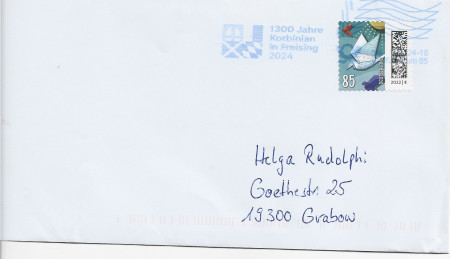 1300 Jahre
Korbinian
in Freising
2024
85
Helga Rudolphi
Goethestr. 25
19300 Grabow